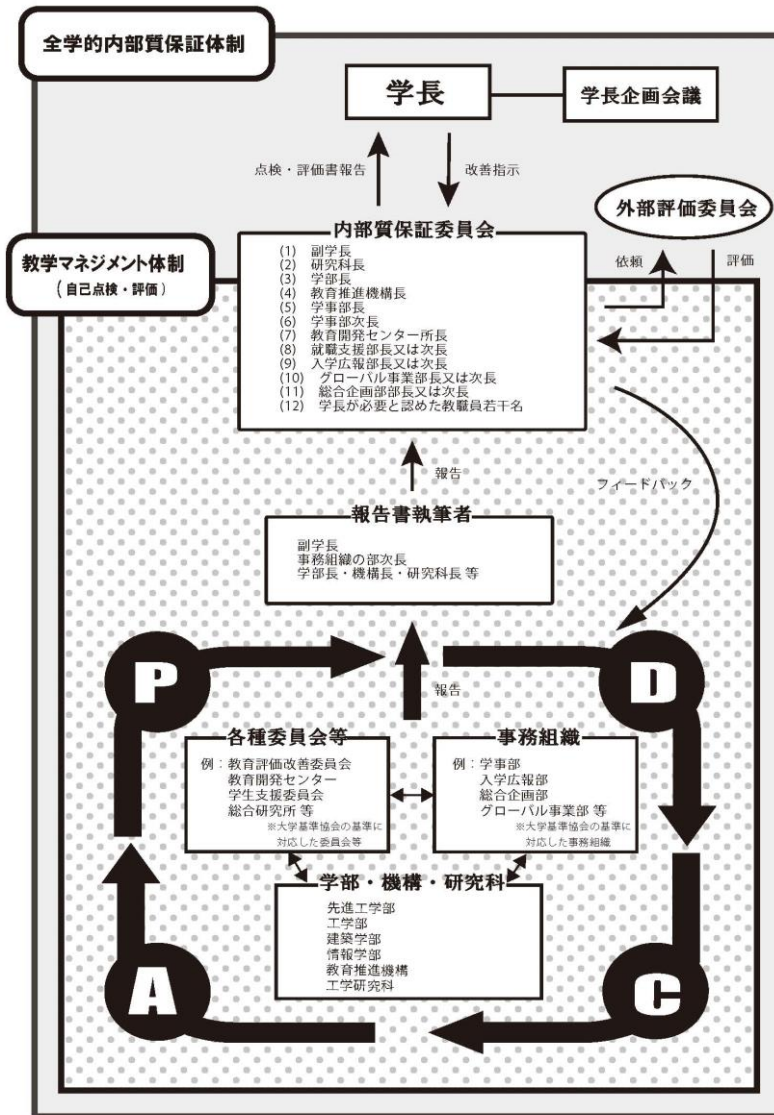 全学的内部質保証体制
学長
学長企画会議
点検・評価書報告
改善指示
外部評価委員会
依頼
評価
教学マネジメント体制
(自己点検・評価)
内部質保証委員会
(1) 副学長
(2) 研究科長
(3) 学部長
(4) 教育推進機構長
(5) 学事部長
(6) 学事部次長
(7) 教育開発センター所長
(8) 就職支援部長又は次長
(9) 入学広報部長又は次長
(10) グローバル事業部長又は次長
(11) 総合企画部部長又は次長
(12) 学長が必要と認めた教職員若干名
報告
フィードバック
報告書執筆者
副学長
事務組織の部次長
学部長・機構長・研究科長 等
P
D
報告
各種委員会等
例：教育評価改善委員会
教育開発センター
学生支援委員会
総合研究所 等
※大学基準協会の基準に
対応した委員会等
事務組織
例：学事部
入学広報部
総合企画部
グローバル事業部 等
※大学基準協会の基準に
対応した事務組織
学部・機構・研究科
先進工学部
工学部
建築学部
情報学部
教育推進機構
工学研究科
A
C